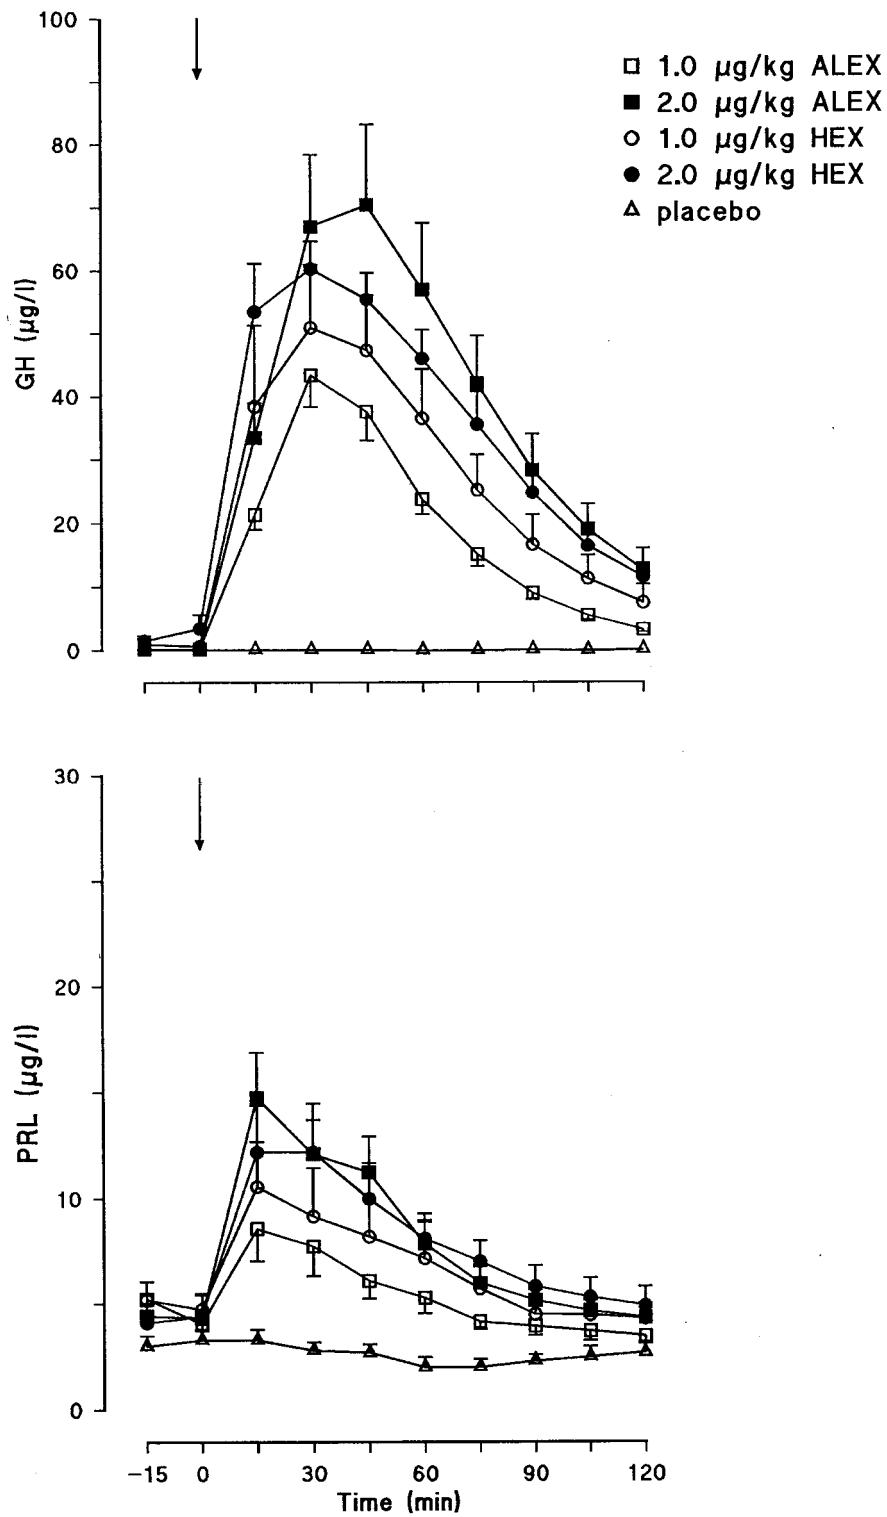 100
80
60
40
20
0
GH (µg/l)
1.0 µg/kg ALEX
2.0 µg/kg ALEX
1.0 µg/kg HEX
2.0 µg/kg HEX
placebo
30
20
10
0
PRL (µg/l)
−15 0 30 60 90 120
Time (min)